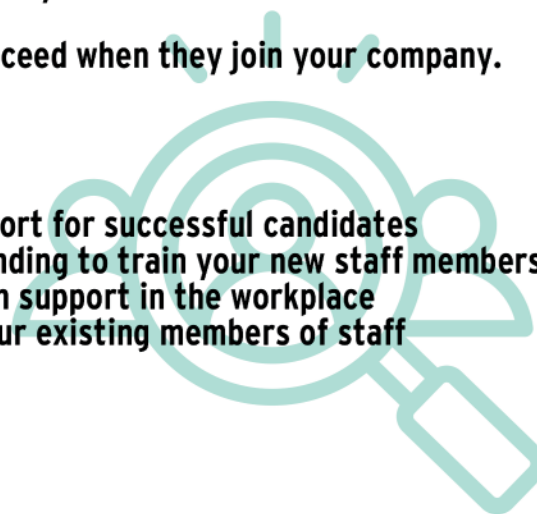 ceed when they join your company.
ort for successful candidates
nding to train your new staff members
n support in the workplace
ur existing members of staff